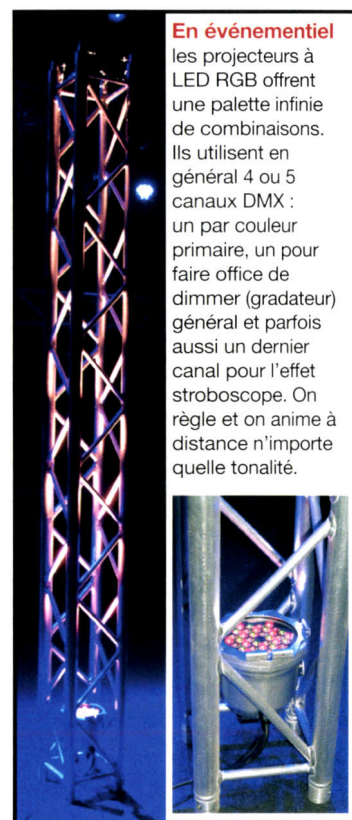 En événementiel
les projecteurs à
LED RGB offrent
une palette infinie
de combinaisons.
Ils utilisent en
général 4 ou 5
canaux DMX :
un par couleur
primaire, un pour
faire office de
dimmer (gradateur)
général et parfois
aussi un dernier
canal pour l’effet
stroboscope. On
règle et on anime à
distance n’importe
quelle tonalité.